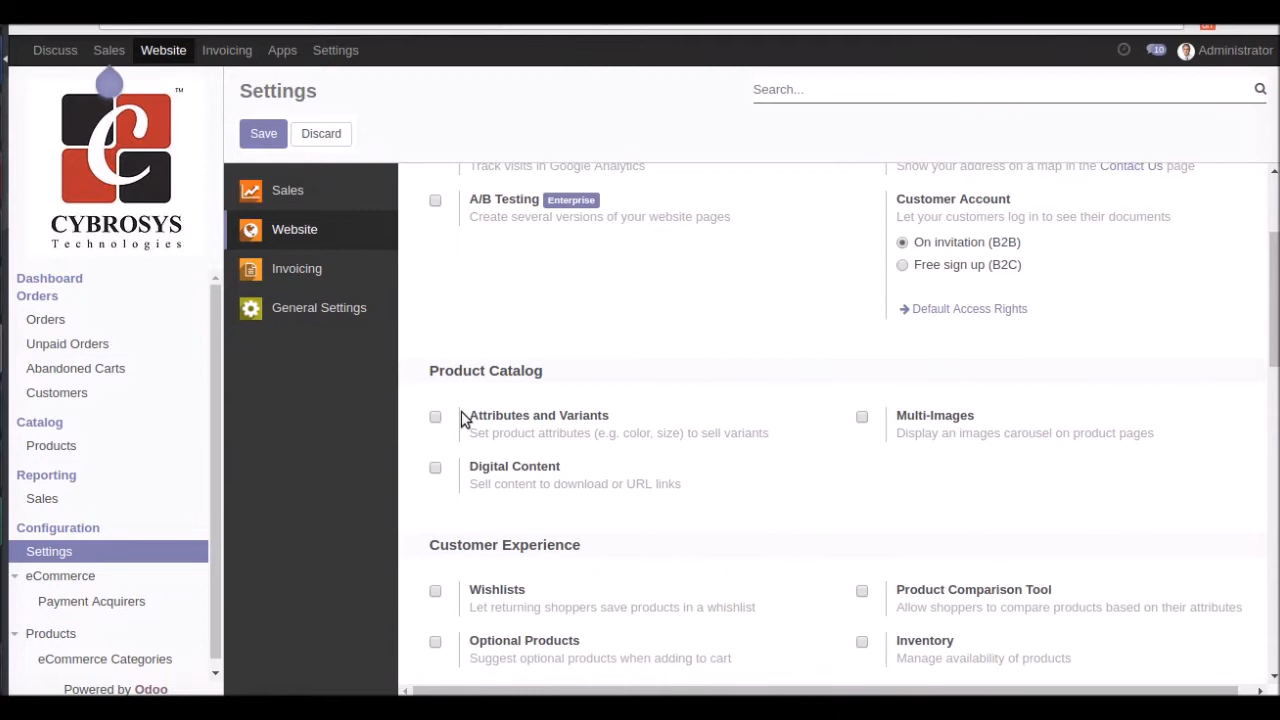 Discuss Sales Website Invoicing Apps Settings 10 Administrator
™
C
CYBROSYS
Technologies
Dashboard
Orders
Orders
Unpaid Orders
Abandoned Carts
Customers
Catalog
Products
Reporting
Sales
Configuration
Settings
eCommerce
Payment Acquirers
Products
eCommerce Categories
Powered by Odoo
Settings
Search...
Save Discard
Sales
Website
Invoicing
General Settings
Track visits in Google Analytics
Show your address on a map in the Contact Us page
A/B Testing Enterprise
Create several versions of your website pages
Customer Account
Let your customers log in to see their documents
On invitation (B2B)
Free sign up (B2C)
Default Access Rights
Product Catalog
Attributes and Variants
Set product attributes (e.g. color, size) to sell variants
Multi-Images
Display an images carousel on product pages
Digital Content
Sell content to download or URL links
Customer Experience
Wishlists
Let returning shoppers save products in a whishlist
Product Comparison Tool
Allow shoppers to compare products based on their attributes
Optional Products
Suggest optional products when adding to cart
Inventory
Manage availability of products